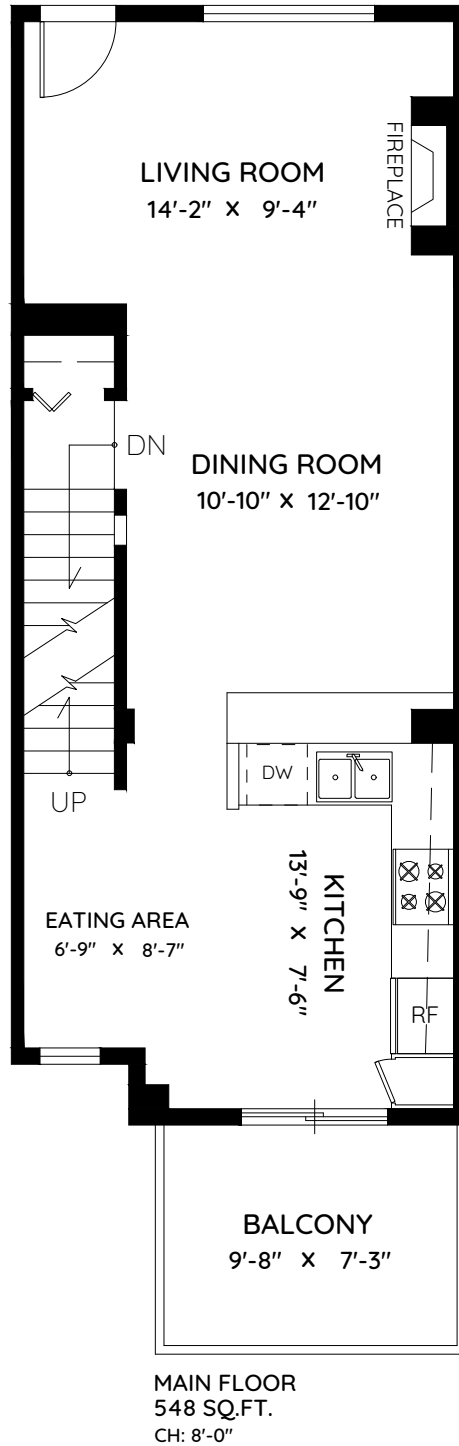 LIVING ROOM
14'-2" X 9'-4"
FIREPLACE
DN
DINING ROOM
10'-10" X 12'-10"
UP
DW
KITCHEN
13'-9" X 7'-6"
EATING AREA
6'-9" X 8'-7"
RF
BALCONY
9'-8" X 7'-3"
MAIN FLOOR
548 SQ.FT.
CH: 8'-0"